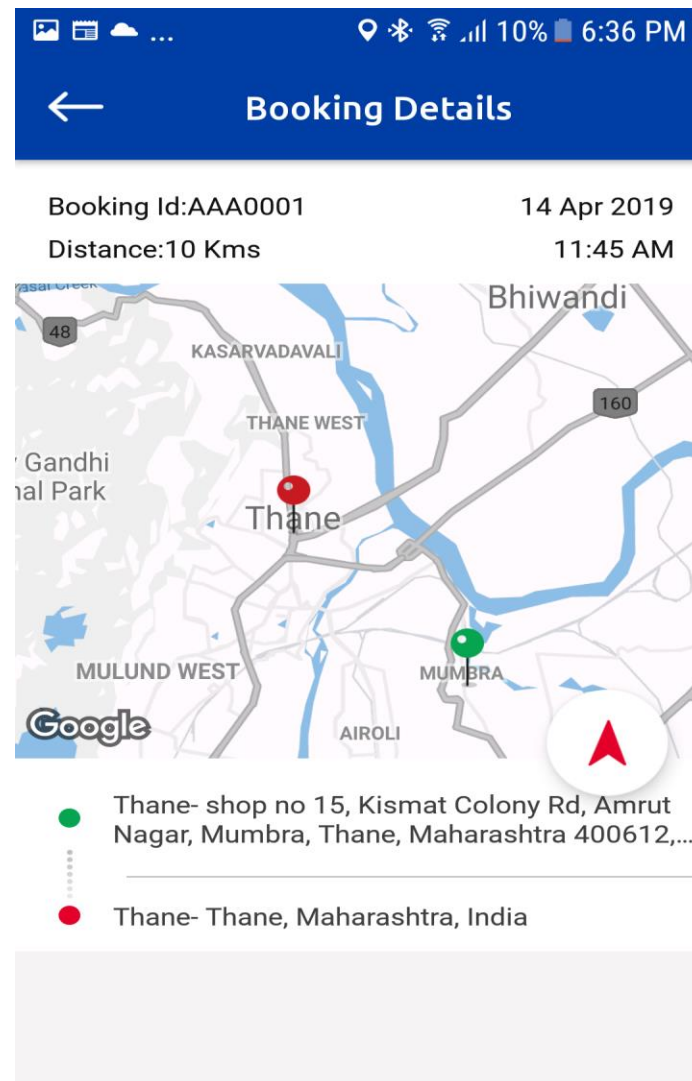 ... 10% 6:36 PM
Booking Details
Booking Id:AAA0001 14 Apr 2019
Distance:10 Kms 11:45 AM
Creek
Bhiwandi
48
KASARVADAVALI
160
THANE WEST
Gandhi
Park
Thane
MULUND WEST
MUMBRA
Google
AIROLI
Thane- shop no 15, Kismat Colony Rd, Amrut
Nagar, Mumbra, Thane, Maharashtra 400612,...
Thane- Thane, Maharashtra, India